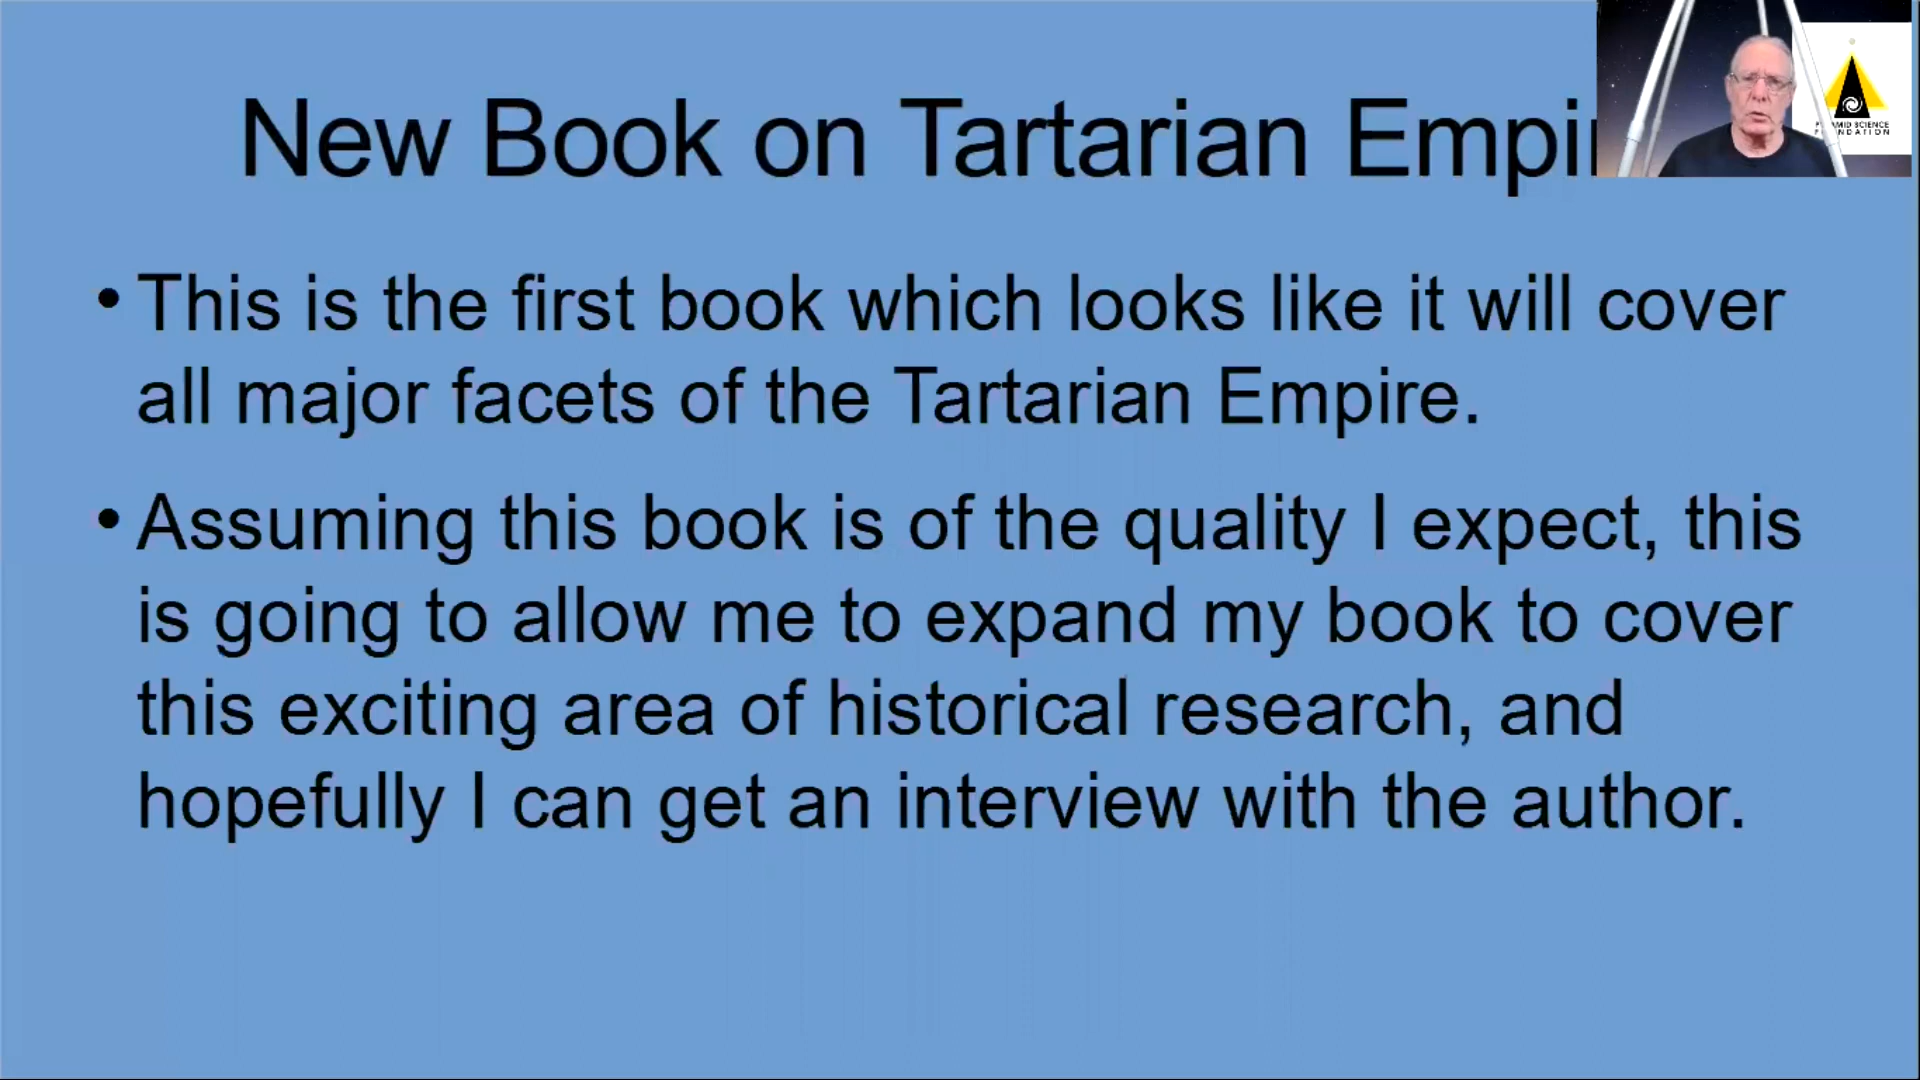 New Book on Tartarian Empi
• This is the first book which looks like it will cover
all major facets of the Tartarian Empire.
• Assuming this book is of the quality I expect, this
is going to allow me to expand my book to cover
this exciting area of historical research, and
hopefully I can get an interview with the author.
SCIENCE